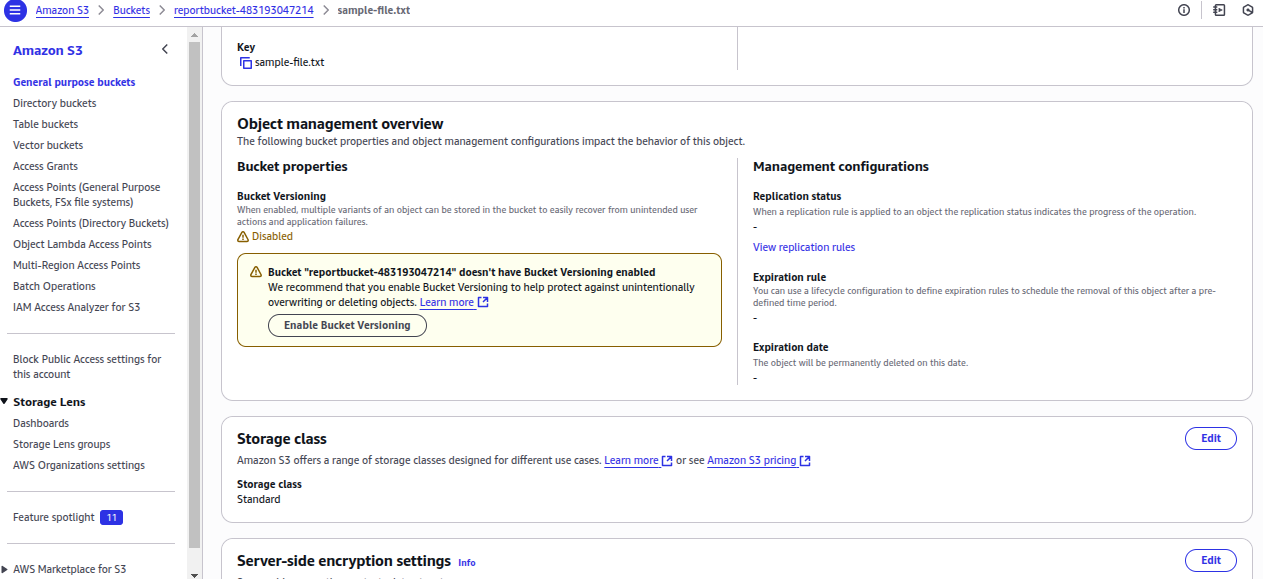 Amazon S3 > Buckets > reportbucket-483193047214 > sample-file.txt
Amazon S3
General purpose buckets
Directory buckets
Table buckets
Vector buckets
Access Grants
Access Points (General Purpose
Buckets, FSx file systems)
Access Points (Directory Buckets)
Object Lambda Access Points
Multi-Region Access Points
Batch Operations
IAM Access Analyzer for S3
Block Public Access settings for
this account
Storage Lens
Dashboards
Storage Lens groups
AWS Organizations settings
Feature spotlight 11
AWS Marketplace for S3
Key
sample-file.txt
Object management overview
The following bucket properties and object management configurations impact the behavior of this object.
Bucket properties
Bucket Versioning
When enabled, multiple variants of an object can be stored in the bucket to easily recover from unintended user
actions and application failures.
Disabled
Bucket "reportbucket-483193047214" doesn't have Bucket Versioning enabled
We recommend that you enable Bucket Versioning to help protect against unintentionally
overwriting or deleting objects. Learn more
Enable Bucket Versioning
Management configurations
Replication status
When a replication rule is applied to an object the replication status indicates the progress of the operation.
-
View replication rules
Expiration rule
You can use a lifecycle configuration to define expiration rules to schedule the removal of this object after a pre-
defined time period.
-
Expiration date
The object will be permanently deleted on this date.
-
Storage class
Edit
Amazon S3 offers a range of storage classes designed for different use cases. Learn more or see Amazon S3 pricing
Storage class
Standard
Server-side encryption settings Info
Edit